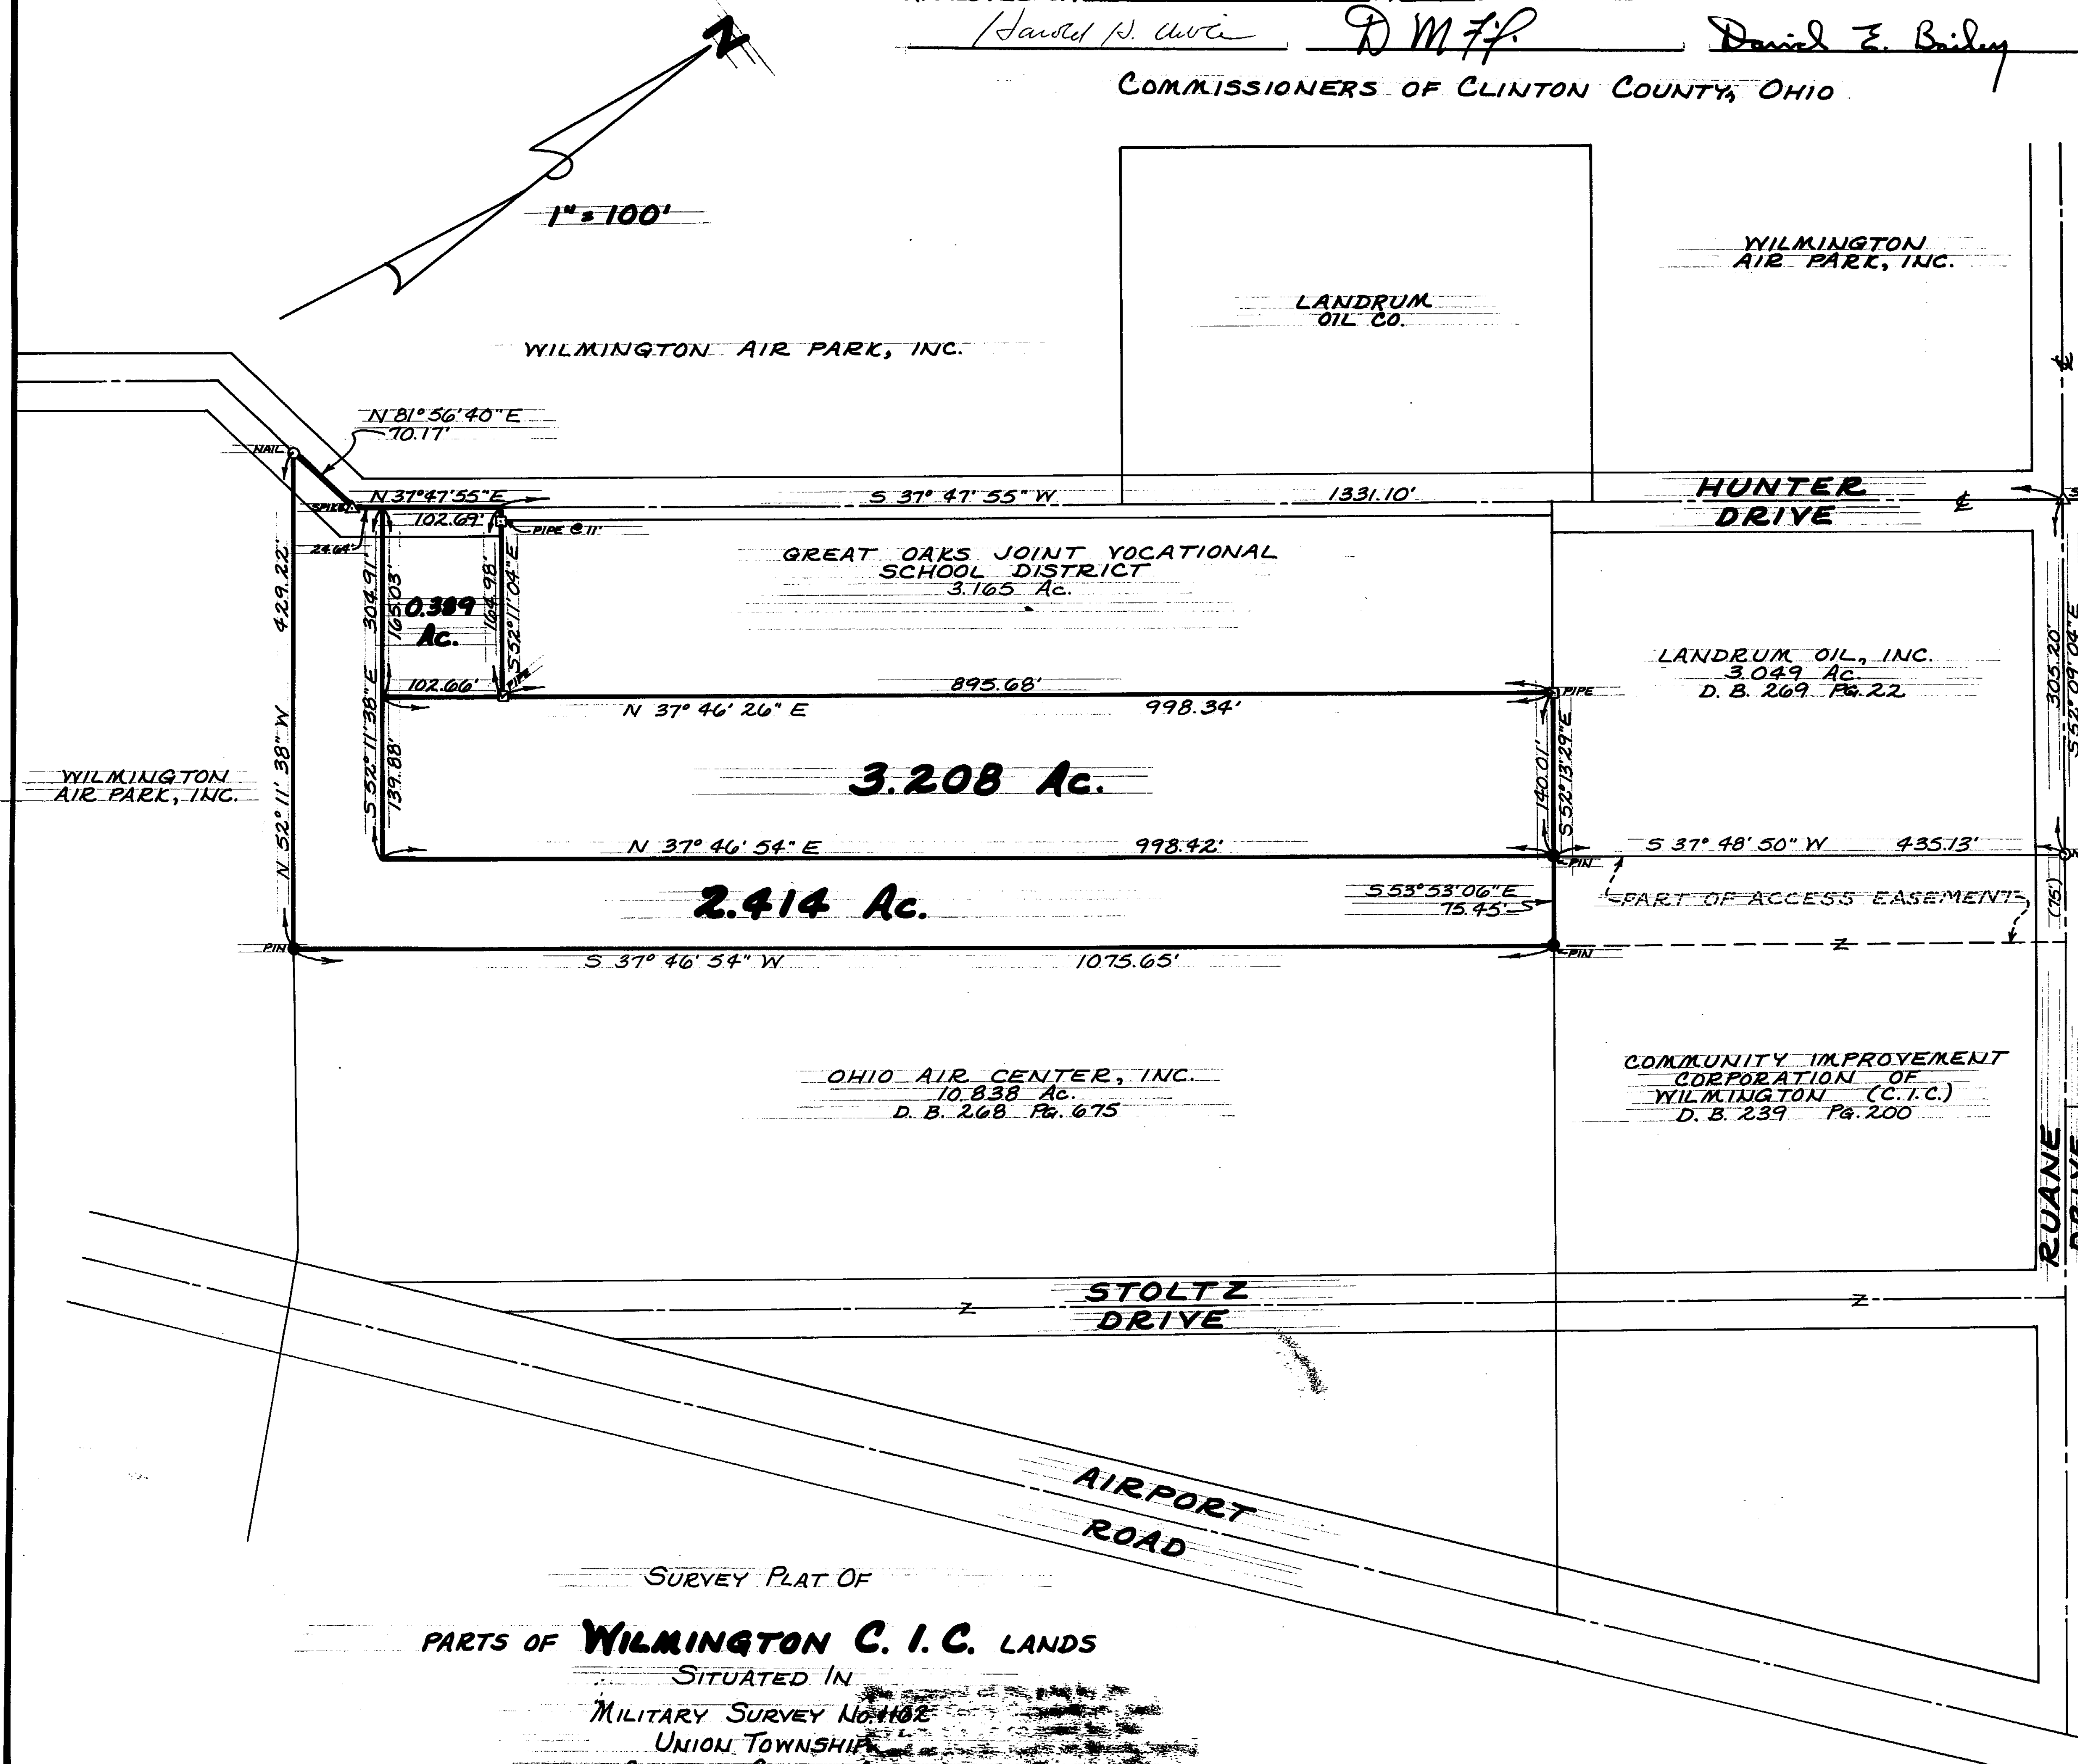 David E. Bailey
COMMISSIONERS OF CLINTON COUNTY, OHIO
N
1" = 100'
WILMINGTON
AIR PARK, INC.
LANDRUM
OIL CO.
WILMINGTON AIR PARK, INC.
℄
N 81° 56' 40" E
70.17'
NAIL
SPIKE
N 37° 47' 55" E
102.69'
24.64'
S 37° 47' 55" W
1331.10'
HUNTER
DRIVE
℄
PIPE @ 11'
GREAT OAKS JOINT VOCATIONAL
SCHOOL DISTRICT
3.165 Ac.
429.22'
N 52° 11' 38" W
304.91'
S 52° 11' 38" E
165.03'
139.88'
Ac.
164.98'
S 52° 11' 04" E
PIPE
102.66'
895.68'
N 37° 46' 26" E
998.34'
PIPE
LANDRUM OIL, INC.
3.049 Ac.
D. B. 269 PG. 22
305.20'
S 52° 09' 04" E
WILMINGTON
AIR PARK, INC.
3.208 Ac.
140.01'
S 52° 13' 29" E
N 37° 46' 54" E
998.42'
PIN
S 37° 48' 50" W
435.13'
2.414 Ac.
S 53° 53' 06" E
75.45'
PART OF ACCESS EASEMENT
(75')
PIN
S 37° 46' 54" W
1075.65'
PIN
OHIO AIR CENTER, INC.
10.838 Ac.
D. B. 268 PG. 675
COMMUNITY IMPROVEMENT
CORPORATION OF
WILMINGTON (C.I.C.)
D. B. 239 PG. 200
RUANE
DRIVE
STOLTZ
DRIVE
AIRPORT
ROAD
SURVEY PLAT OF
PARTS OF WILMINGTON C. I. C. LANDS
SITUATED IN
MILITARY SURVEY No.
UNION TOWNSHIP